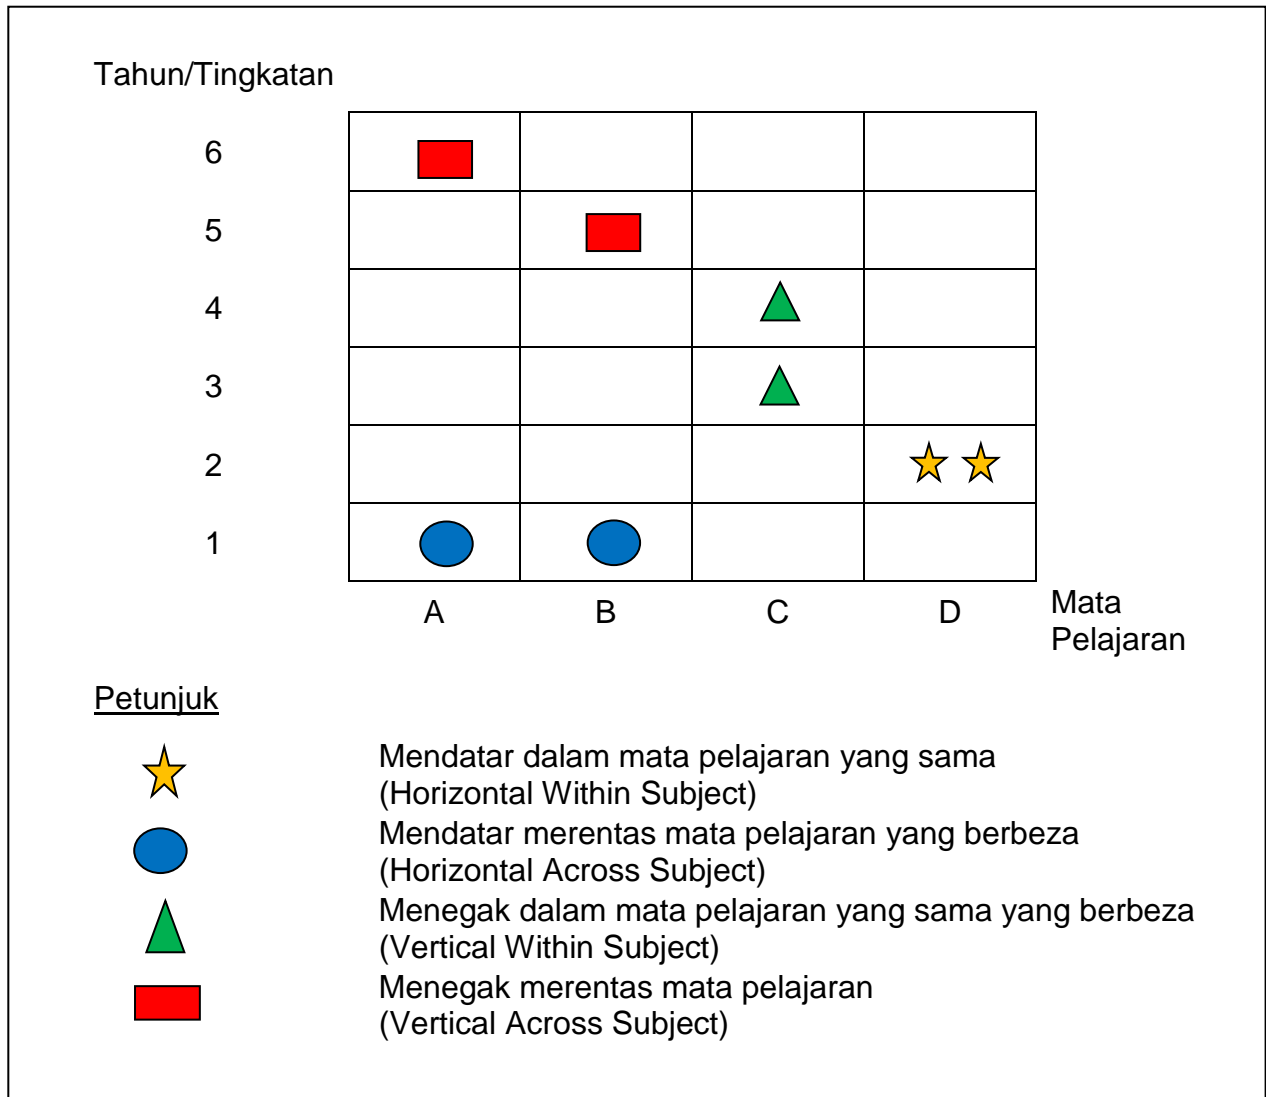 Tahun/Tingkatan
6
5
4
3
2
1
A B C D
Mata
Pelajaran
Petunjuk
Mendatar dalam mata pelajaran yang sama
(Horizontal Within Subject)
Mendatar merentas mata pelajaran yang berbeza
(Horizontal Across Subject)
Menegak dalam mata pelajaran yang sama yang berbeza
(Vertical Within Subject)
Menegak merentas mata pelajaran
(Vertical Across Subject)